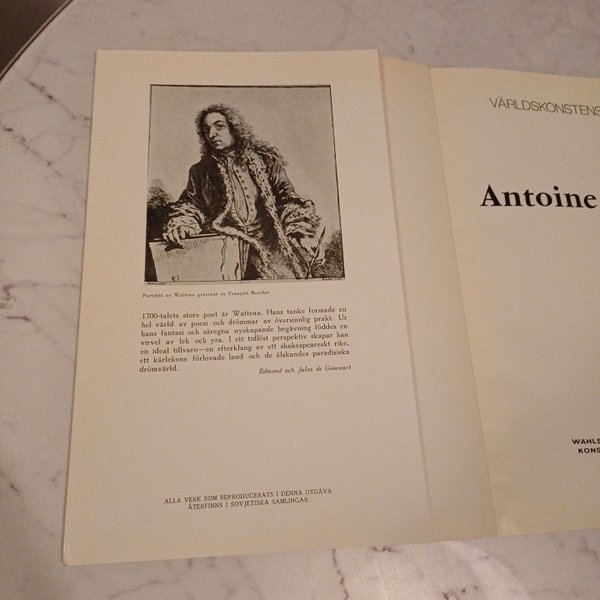 Porträtt av Watteau graverat av François Boucher
1700-talets store poet är Watteau. Hans tanke formade en
hel värld av poesi och drömmar av översinnlig prakt. Ur
hans fantasi och säregna nyskapande begåvning föddes en
virvel av lek och yra. I ett tidlöst perspektiv skapar han
en ideal tillvaro—en efterklang av ett shakespeareskt rike,
ett kärlekens förlovade land och de älskandes paradisiska
drömvärld.
Edmond och Jules de Goncourt
ALLA VERK SOM REPRODUCERATS I DENNA UTGÅVA
ÅTERFINNS I SOVJETISKA SAMLINGAR.
VÄRLDSKONSTENS
Antoine
WAHLS
KONS